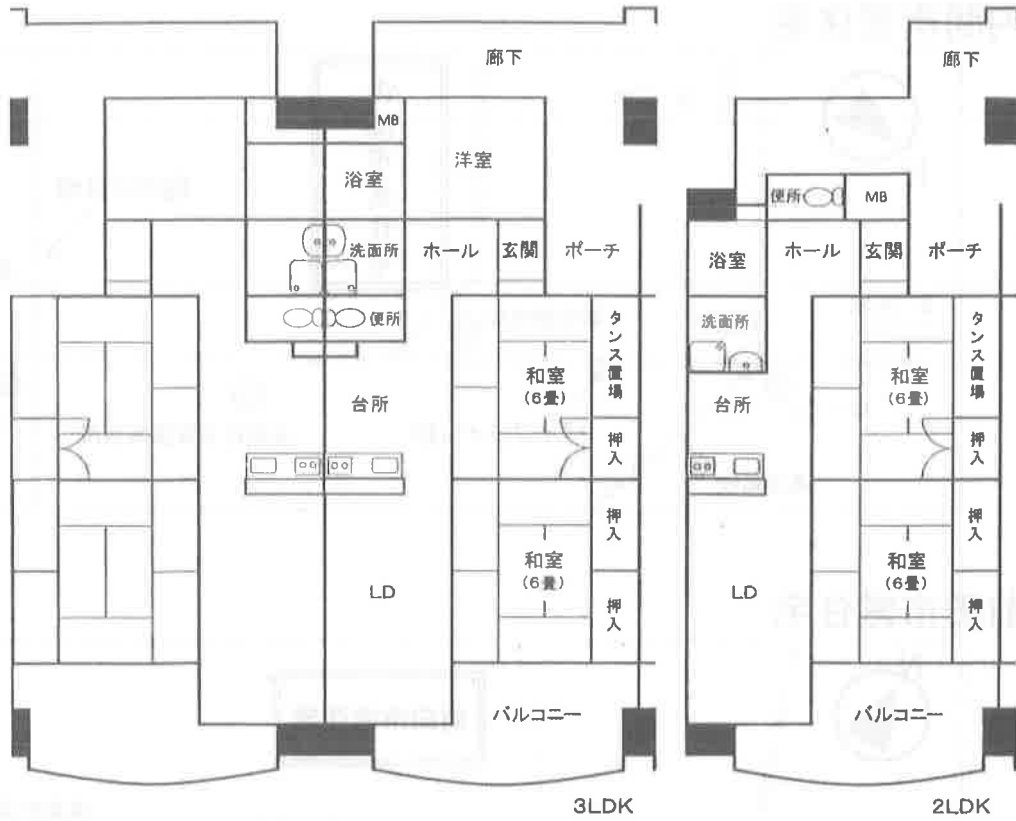 廊下
MB
洋室
浴室
洗面所
ホール
玄関
ポーチ
便所
タンス置場
和室
(6畳)
台所
押入
押入
和室
(6畳)
LD
押入
バルコニー
3LDK
廊下
便所
MB
浴室
ホール
玄関
ポーチ
洗面所
タンス置場
和室
(6畳)
台所
押入
押入
和室
(6畳)
LD
押入
バルコニー
2LDK